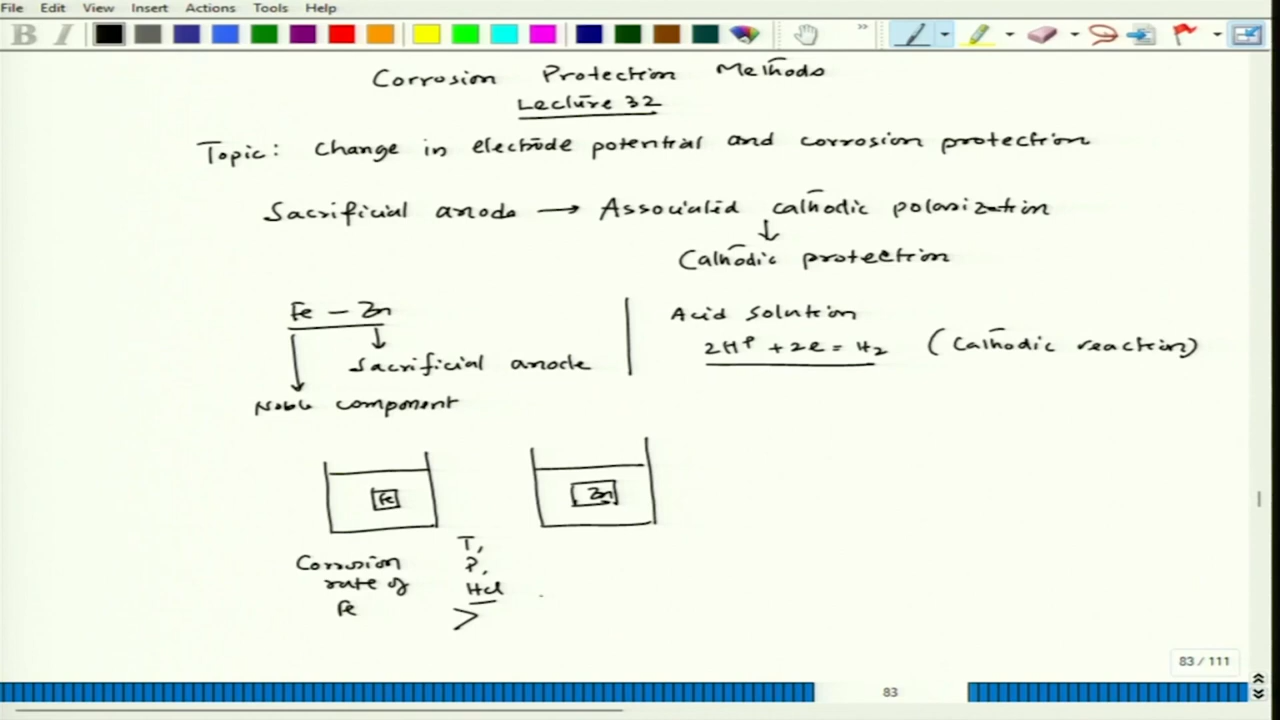 File Edit View Insert Actions Tools Help
B I
Corrosion Protection Methods
Lecture 32
Topic: Change in electrode potential and corrosion protection
Sacrificial anode → Associated cathodic polarization
↓
Cathodic protection
Fe - Zn
Sacrificial anode
Noble component
Acid solution
2H+ + 2e = H2 (Cathodic reaction)
Fe
Zn
Corrosion
rate of
Fe
T,
P,
Hcl
>
83 / 111
83